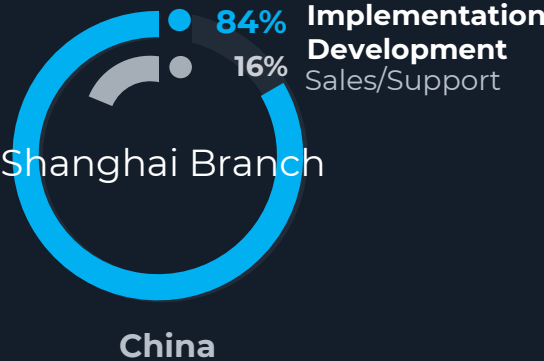 84% Implementation
Development
16% Sales/Support
Shanghai Branch
China